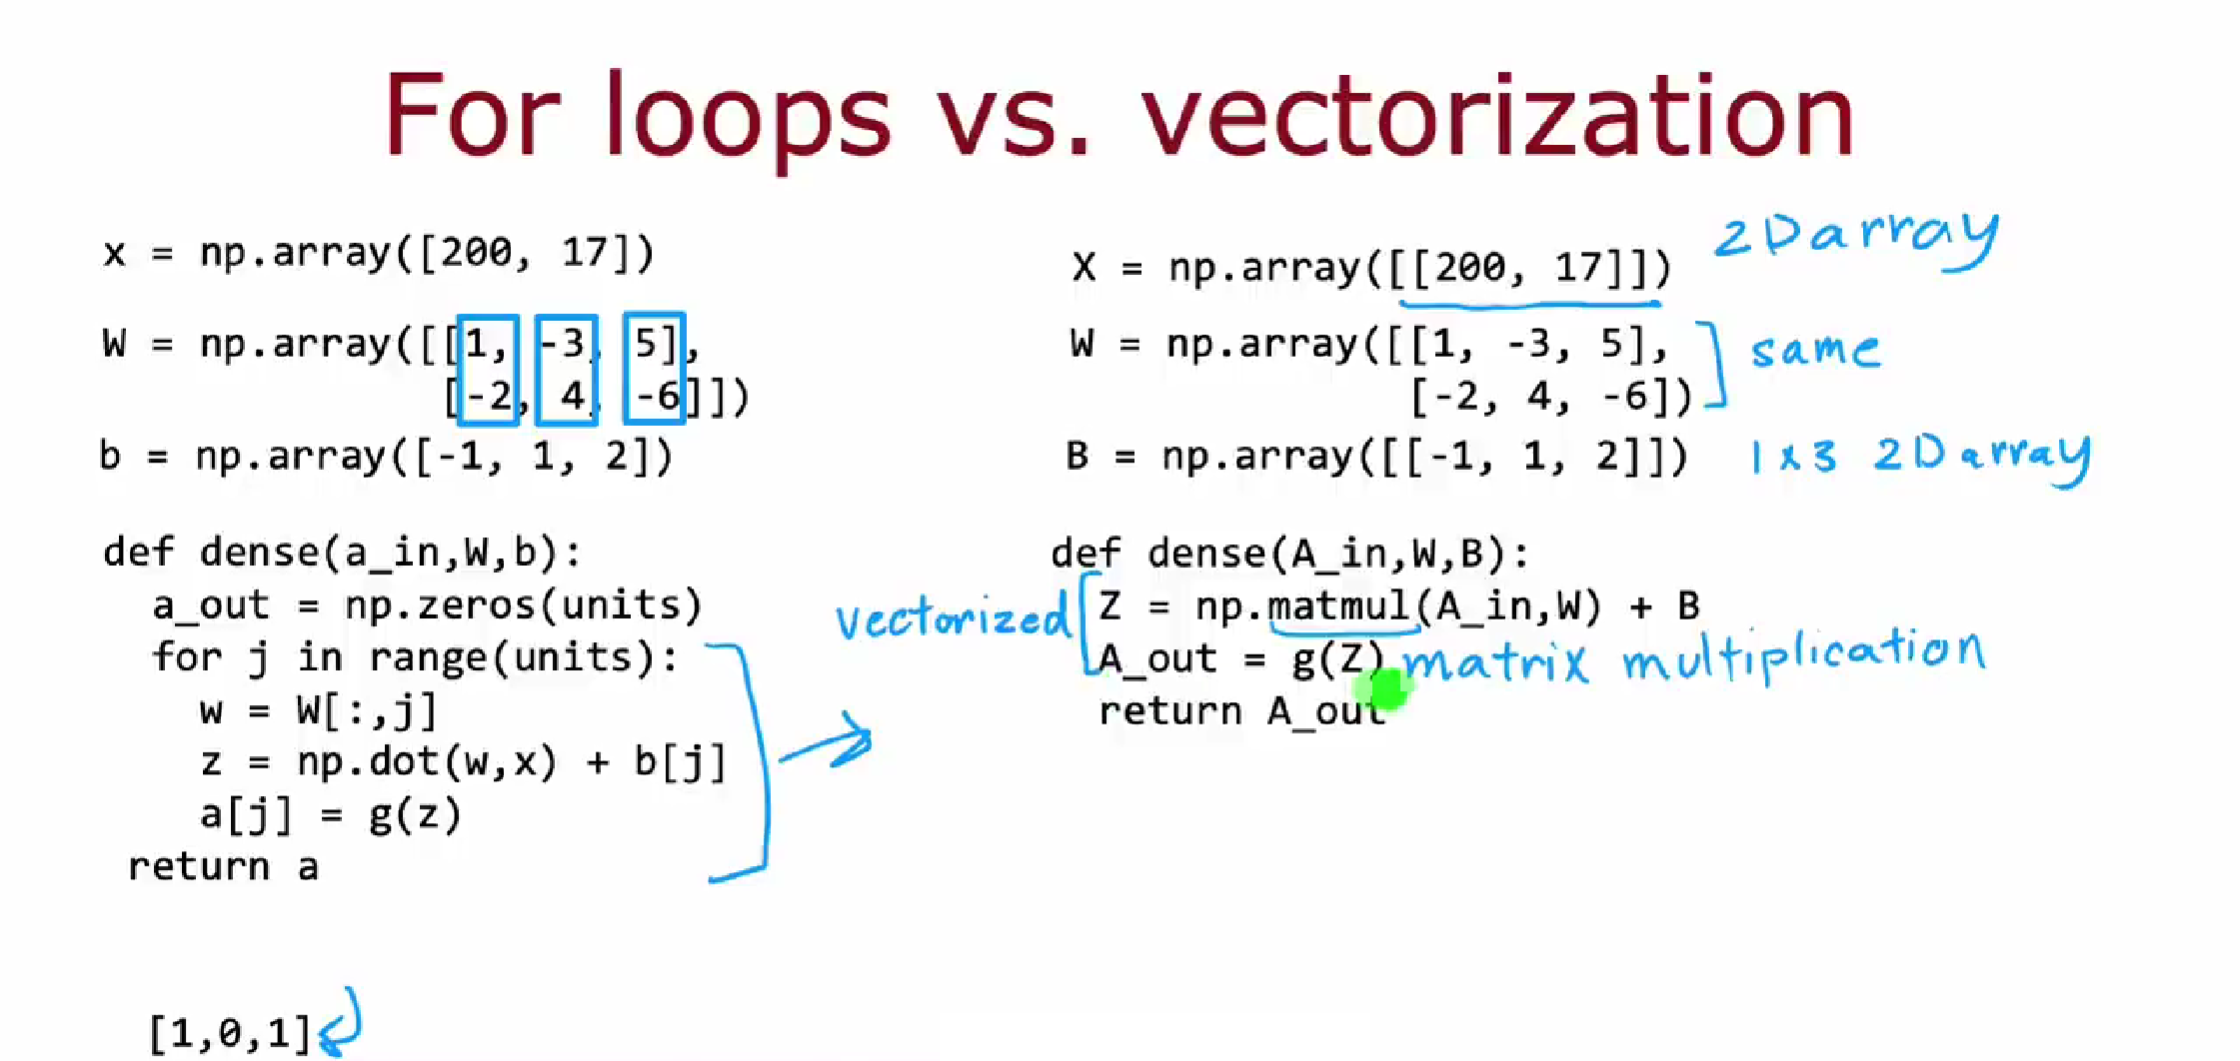 For loops vs. vectorization
x = np.array([200, 17])
W = np.array([[1, -3, 5],
[-2, 4, -6]])
b = np.array([-1, 1, 2])
def dense(a_in,W,b):
a_out = np.zeros(units)
for j in range(units):
w = W[:,j]
z = np.dot(w,x) + b[j]
a[j] = g(z)
return a
[1,0,1]
X = np.array([[200, 17]]) 2D array
W = np.array([[1, -3, 5],
[-2, 4, -6]) same
B = np.array([[-1, 1, 2]]) 1x3 2D array
def dense(A_in,W,B):
vectorized
Z = np.matmul(A_in,W) + B
A_out = g(Z) matrix multiplication
return A_out